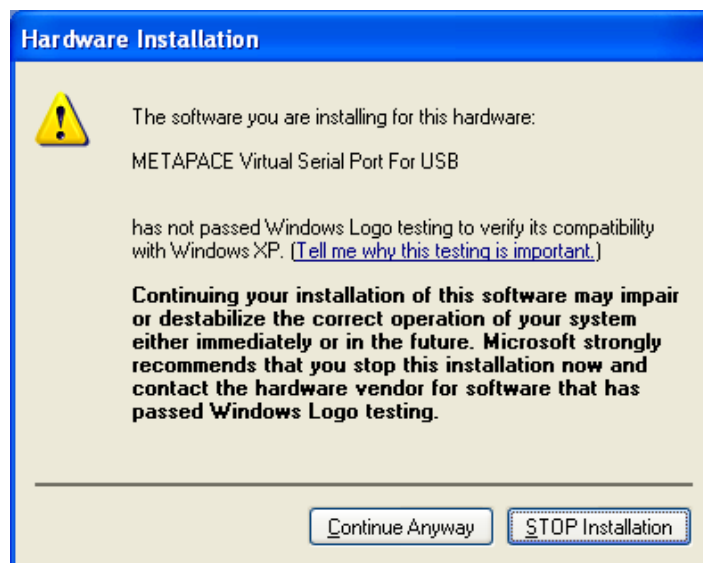 Hardware Installation
The software you are installing for this hardware:
METAPACE Virtual Serial Port For USB
has not passed Windows Logo testing to verify its compatibility
with Windows XP. (Tell me why this testing is important.)
Continuing your installation of this software may impair
or destabilize the correct operation of your system
either immediately or in the future. Microsoft strongly
recommends that you stop this installation now and
contact the hardware vendor for software that has
passed Windows Logo testing.
Continue Anyway STOP Installation